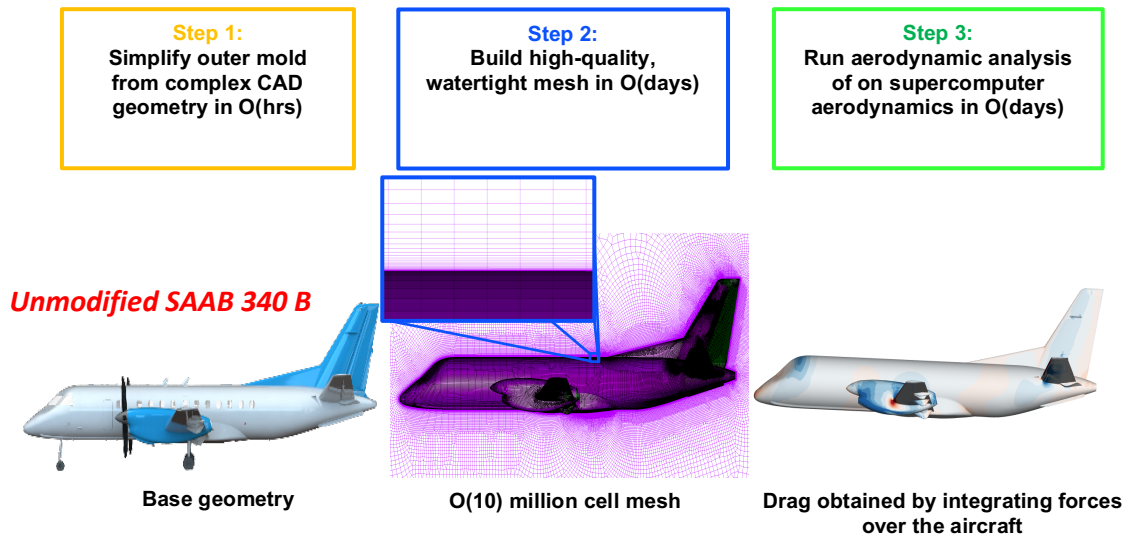 Step 1:
Simplify outer mold
from complex CAD
geometry in O(hrs)
Step 2:
Build high-quality,
watertight mesh in O(days)
Step 3:
Run aerodynamic analysis
of on supercomputer
aerodynamics in O(days)
Unmodified SAAB 340 B
Base geometry
O(10) million cell mesh
Drag obtained by integrating forces
over the aircraft